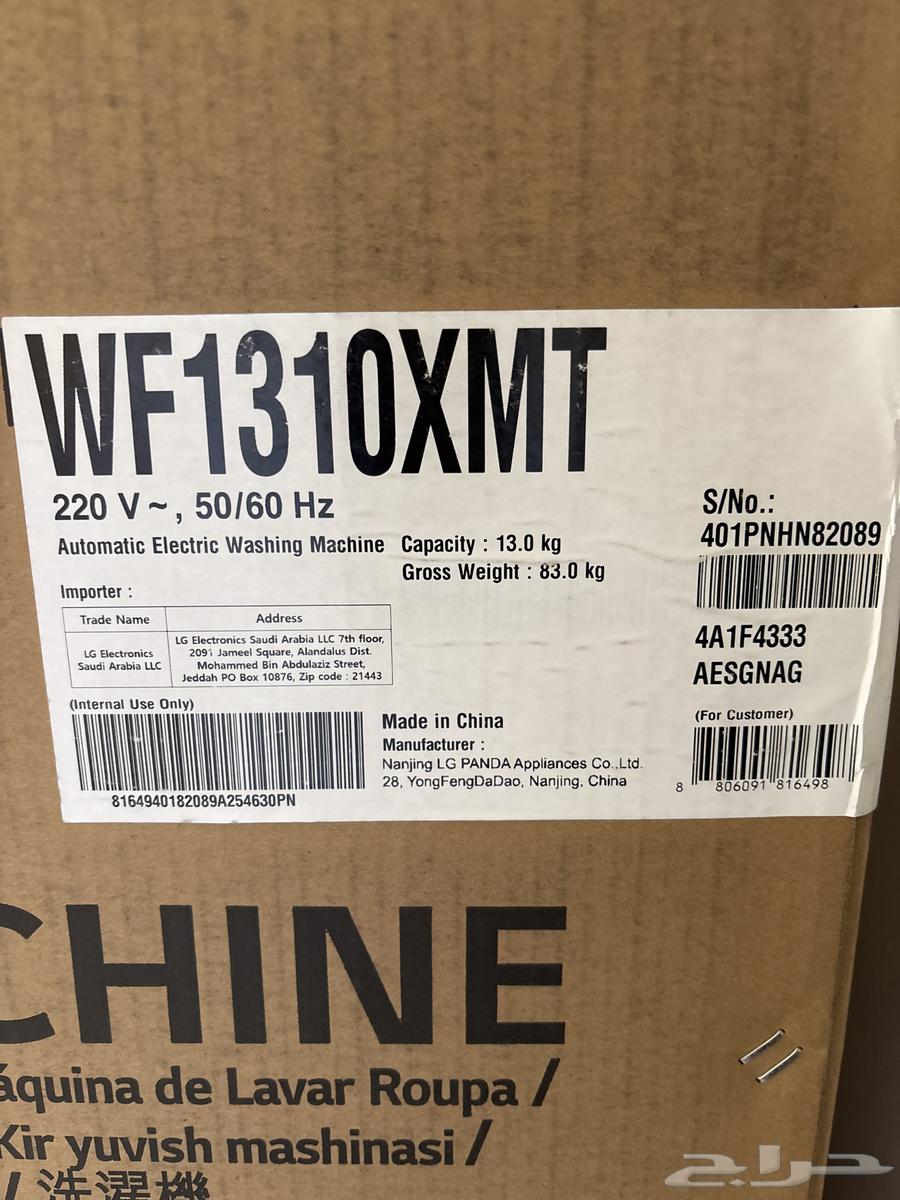 WF1310XMT
220 V ~, 50/60 Hz
Automatic Electric Washing Machine
Capacity : 13.0 kg
Gross Weight : 83.0 kg
S/No.:
401PNHN82089
4A1F4333
AESGNAG
Importer :
Trade Name Address
LG Electronics Saudi Arabia LLC 7th floor,
LG Electronics 2091 Jameel Square, Alandalus Dist.
Saudi Arabia LLC Mohammed Bin Abdulaziz Street,
Jeddah PO Box 10876, Zip code : 21443
(Internal Use Only)
8164940182089A254630PN
Made in China
Manufacturer :
Nanjing LG PANDA Appliances Co.,Ltd.
28, YongFengDaDao, Nanjing, China
(For Customer)
8 806091 816498
CHINE
áquina de Lavar Roupa /
Kir yuvish mashinasi /
/ 洗濯機
حراج